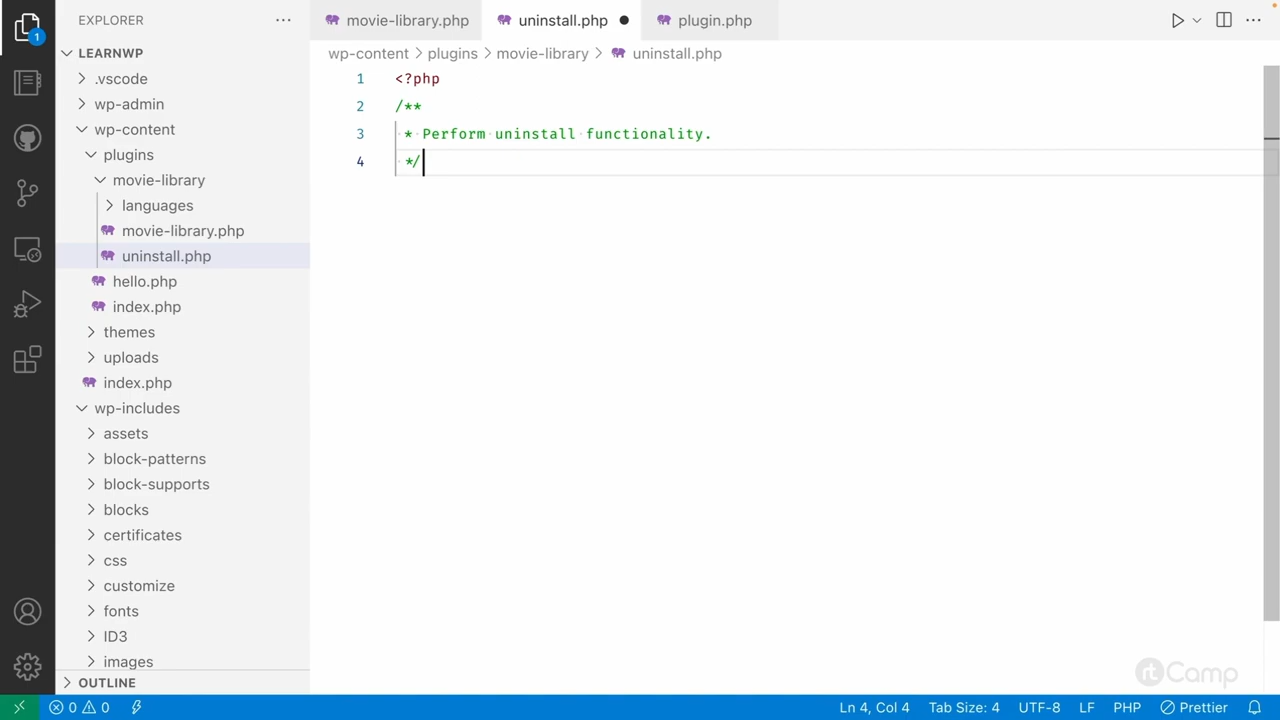 1
EXPLORER
LEARNWP
.vscode
wp-admin
wp-content
plugins
movie-library
languages
movie-library.php
uninstall.php
hello.php
index.php
themes
uploads
index.php
wp-includes
assets
block-patterns
block-supports
blocks
certificates
css
customize
fonts
ID3
images
OUTLINE
movie-library.php uninstall.php plugin.php
wp-content plugins movie-library uninstall.php
1 <?php
2 /**
3 * Perform uninstall functionality.
4 */
rtCamp
0 0 Ln 4, Col 4 Tab Size: 4 UTF-8 LF PHP Prettier